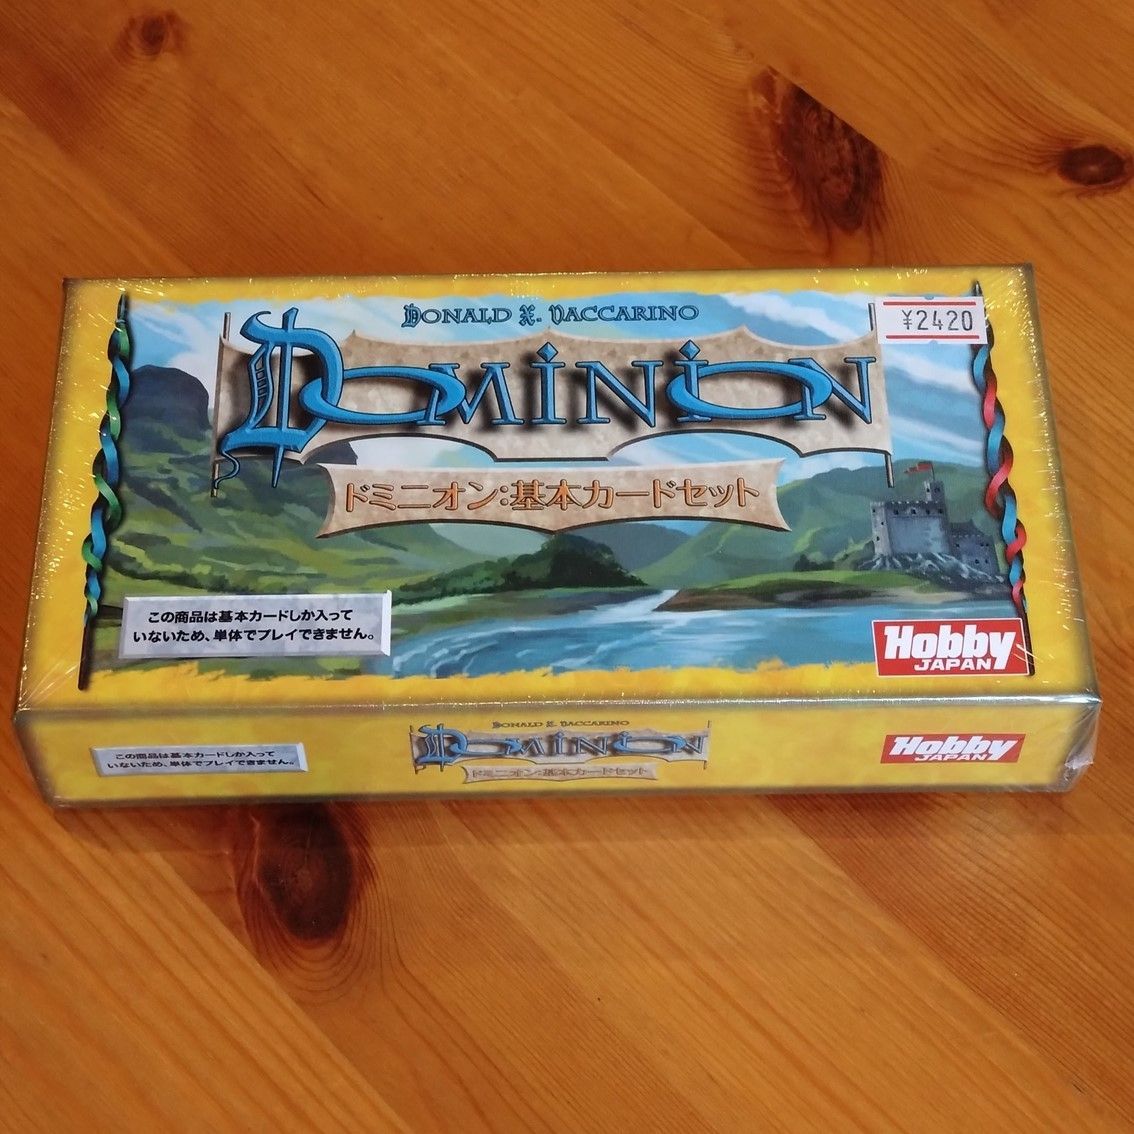 DONALD X. VACCARINO
¥2420
DOMINION
ドミニオン:基本カードセット
この商品は基本カードしか入って
いないため、単体でプレイできません。
Hobby
JAPAN
DONALD X. VACCARINO
DOMINION
ドミニオン:基本カードセット
この商品は基本カードしか入って
いないため、単体でプレイできません。
Hobby
JAPAN